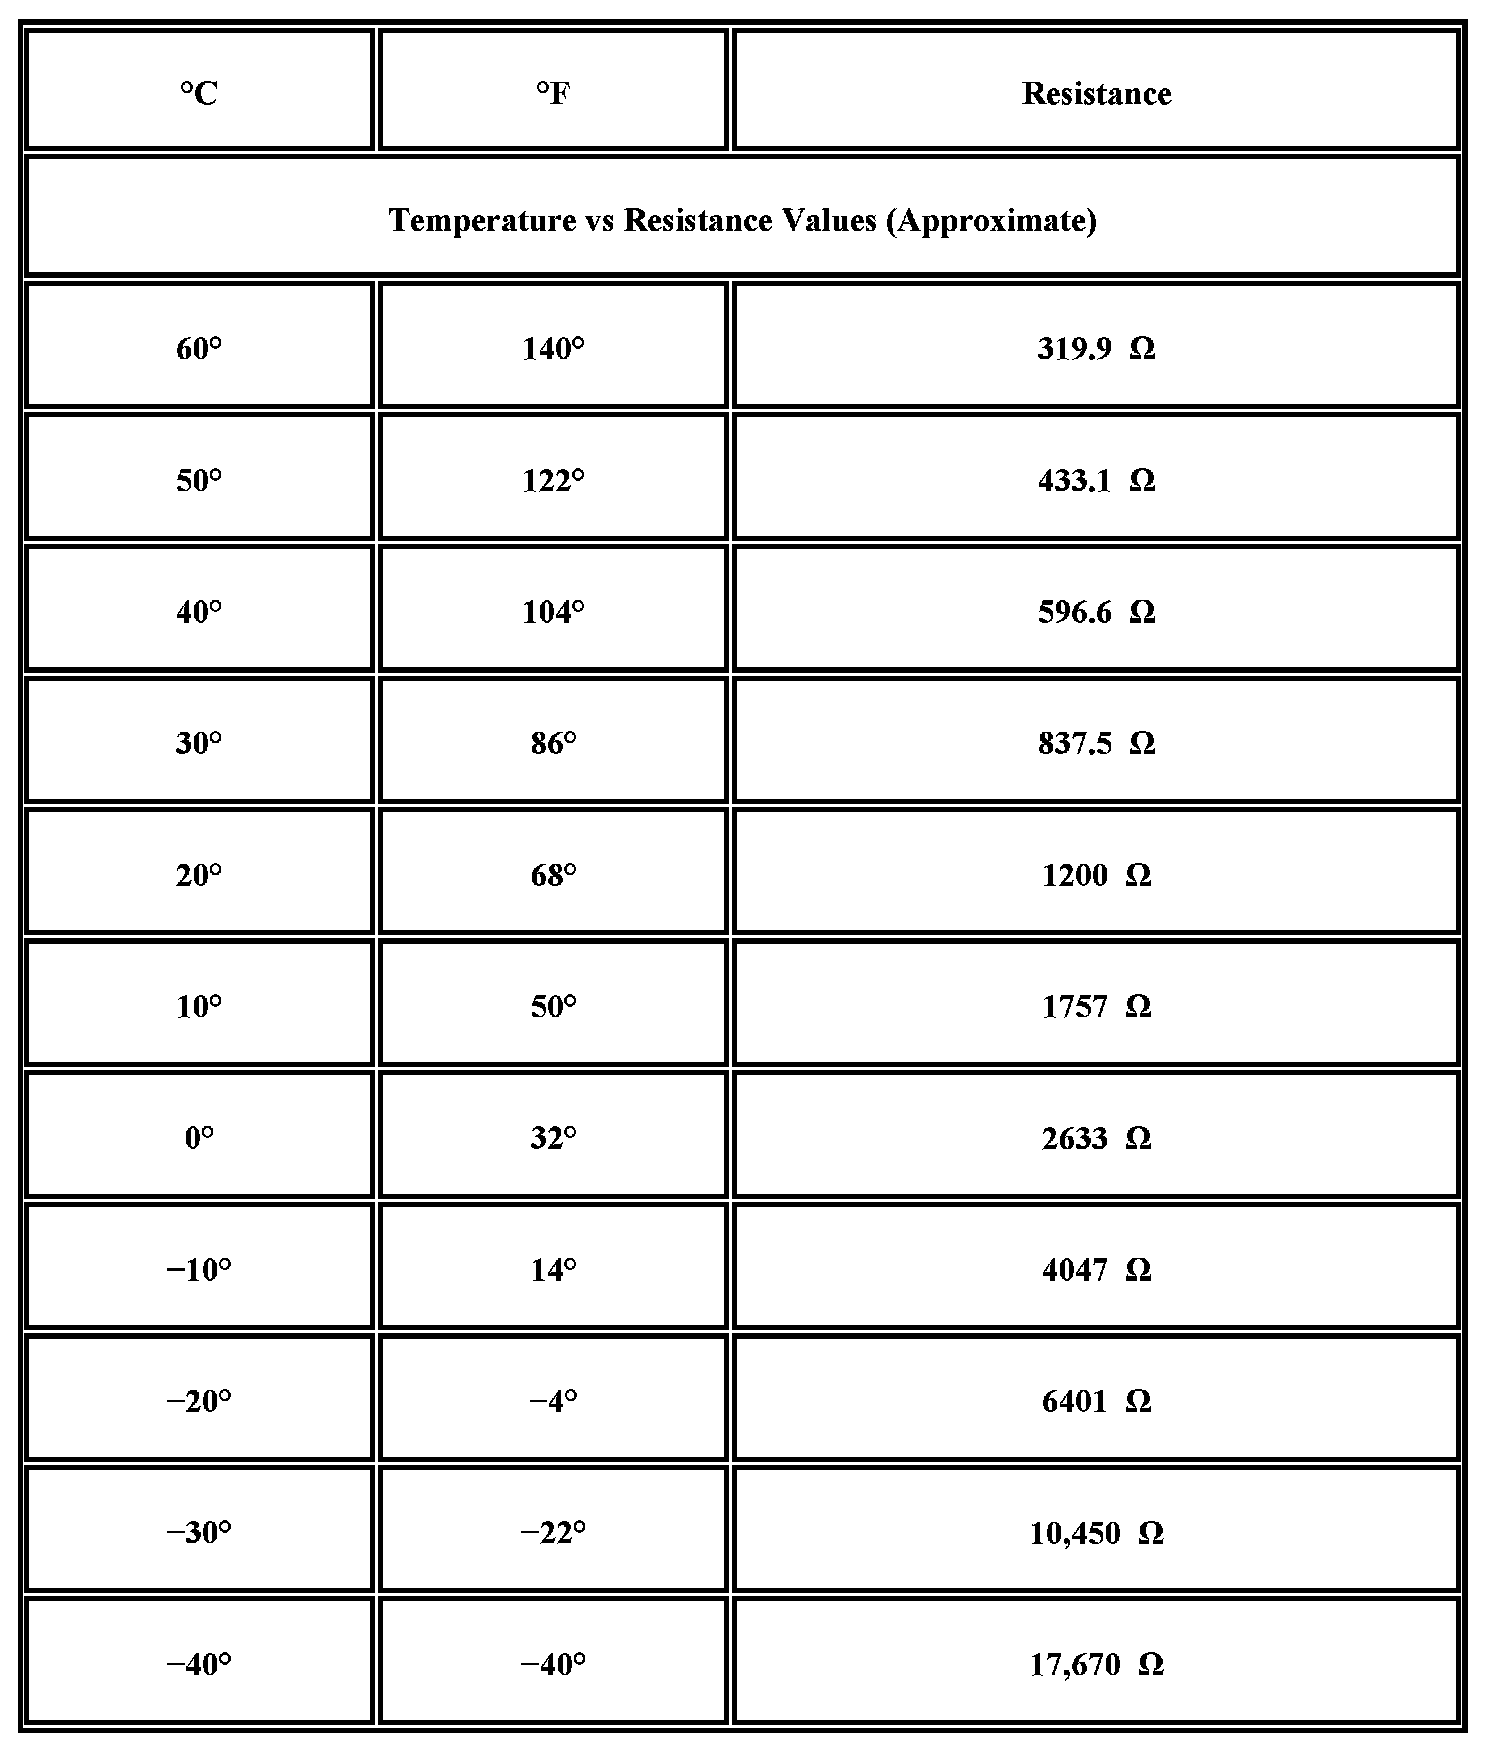 °C °F Resistance
Temperature vs Resistance Values (Approximate)
60° 140° 319.9 Ω
50° 122° 433.1 Ω
40° 104° 596.6 Ω
30° 86° 837.5 Ω
20° 68° 1200 Ω
10° 50° 1757 Ω
0° 32° 2633 Ω
−10° 14° 4047 Ω
−20° −4° 6401 Ω
−30° −22° 10,450 Ω
−40° −40° 17,670 Ω